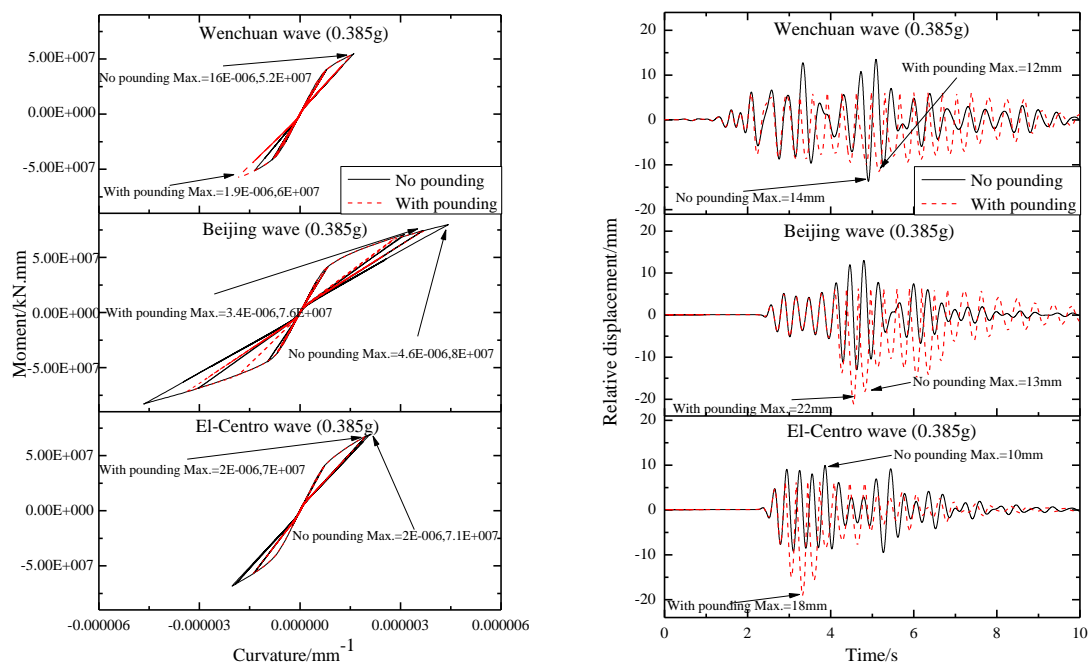 Wenchuan wave (0.385g)
5.00E+007
No pounding Max.=16E-006,5.2E+007
0.00E+000
-5.00E+007
With pounding Max.=1.9E-006,6E+007
No pounding
With pounding
Beijing wave (0.385g)
5.00E+007
With pounding Max.=3.4E-006,7.6E+007
0.00E+000
No pounding Max.=4.6E-006,8E+007
-5.00E+007
El-Centro wave (0.385g)
5.00E+007
With pounding Max.=2E-006,7E+007
No pounding Max.=2E-006,7.1E+007
0.00E+000
-5.00E+007
-0.000006 -0.000003 0.000000 0.000003 0.000006
Curvature/mm-1
Moment/kN.mm
Wenchuan wave (0.385g)
20
With pounding Max.=12mm
10
0
-10
No pounding Max.=14mm
-20
No pounding
With pounding
Beijing wave (0.385g)
20
10
0
-10
No pounding Max.=13mm
-20
With pounding Max.=22mm
El-Centro wave (0.385g)
20
No pounding Max.=10mm
10
0
-10
-20
With pounding Max.=18mm
0 2 4 6 8 10
Time/s
Relative displacement/mm